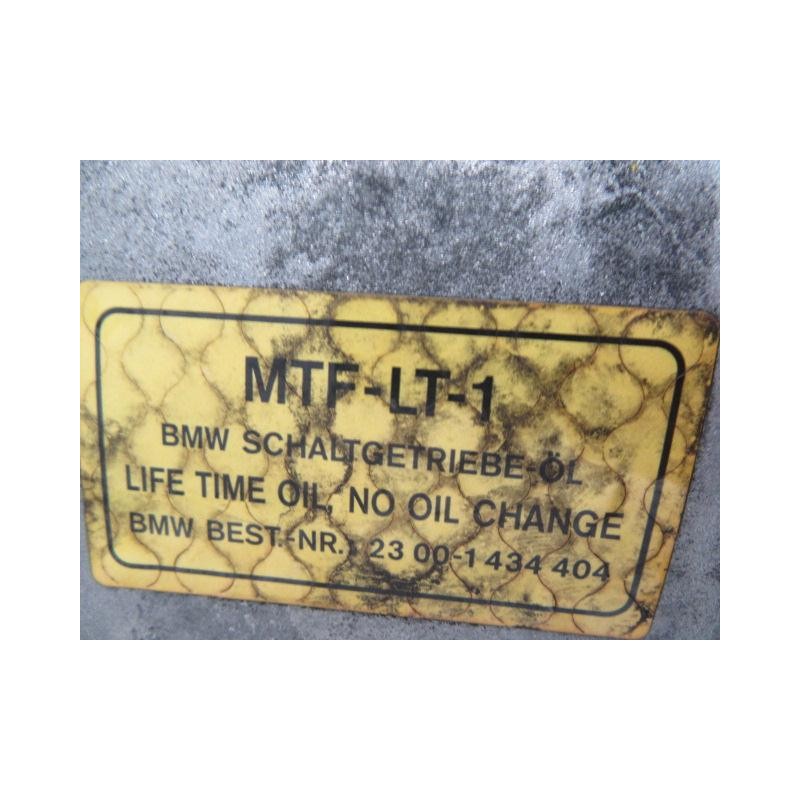 MTF-LT-1
BMW SCHALTGETRIEBE-ÖL
LIFE TIME OIL, NO OIL CHANGE
BMW BEST.-NR.: 23 00-1 434 404